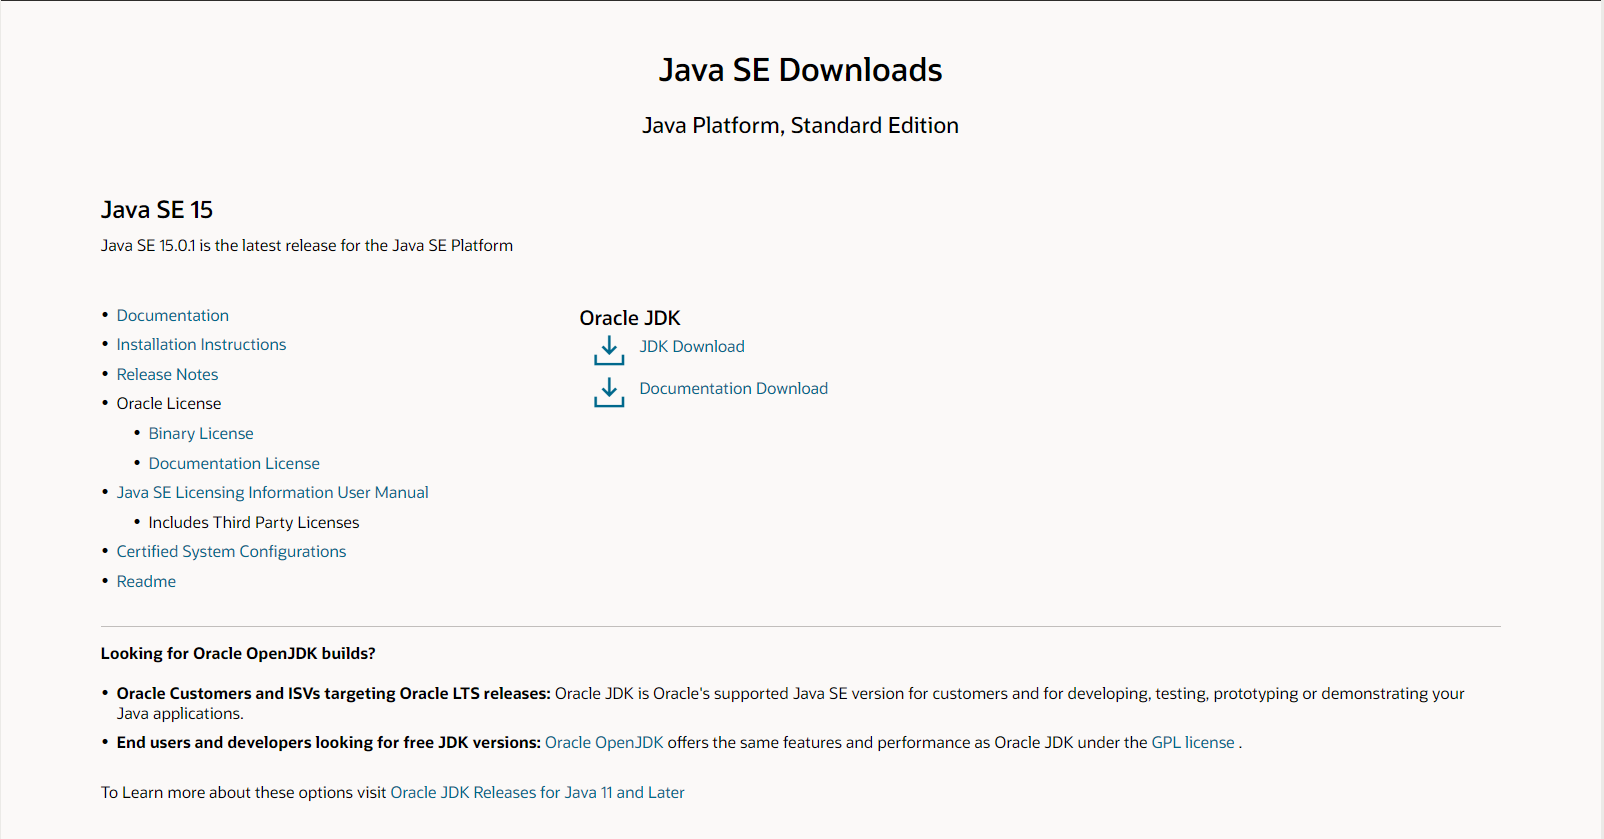 Java SE Downloads
Java Platform, Standard Edition
Java SE 15
Java SE 15.0.1 is the latest release for the Java SE Platform
• Documentation
• Installation Instructions
• Release Notes
• Oracle License
• Binary License
• Documentation License
• Java SE Licensing Information User Manual
• Includes Third Party Licenses
• Certified System Configurations
• Readme
Oracle JDK
JDK Download
Documentation Download
Looking for Oracle OpenJDK builds?
• Oracle Customers and ISVs targeting Oracle LTS releases: Oracle JDK is Oracle's supported Java SE version for customers and for developing, testing, prototyping or demonstrating your
Java applications.
• End users and developers looking for free JDK versions: Oracle OpenJDK offers the same features and performance as Oracle JDK under the GPL license .
To Learn more about these options visit Oracle JDK Releases for Java 11 and Later